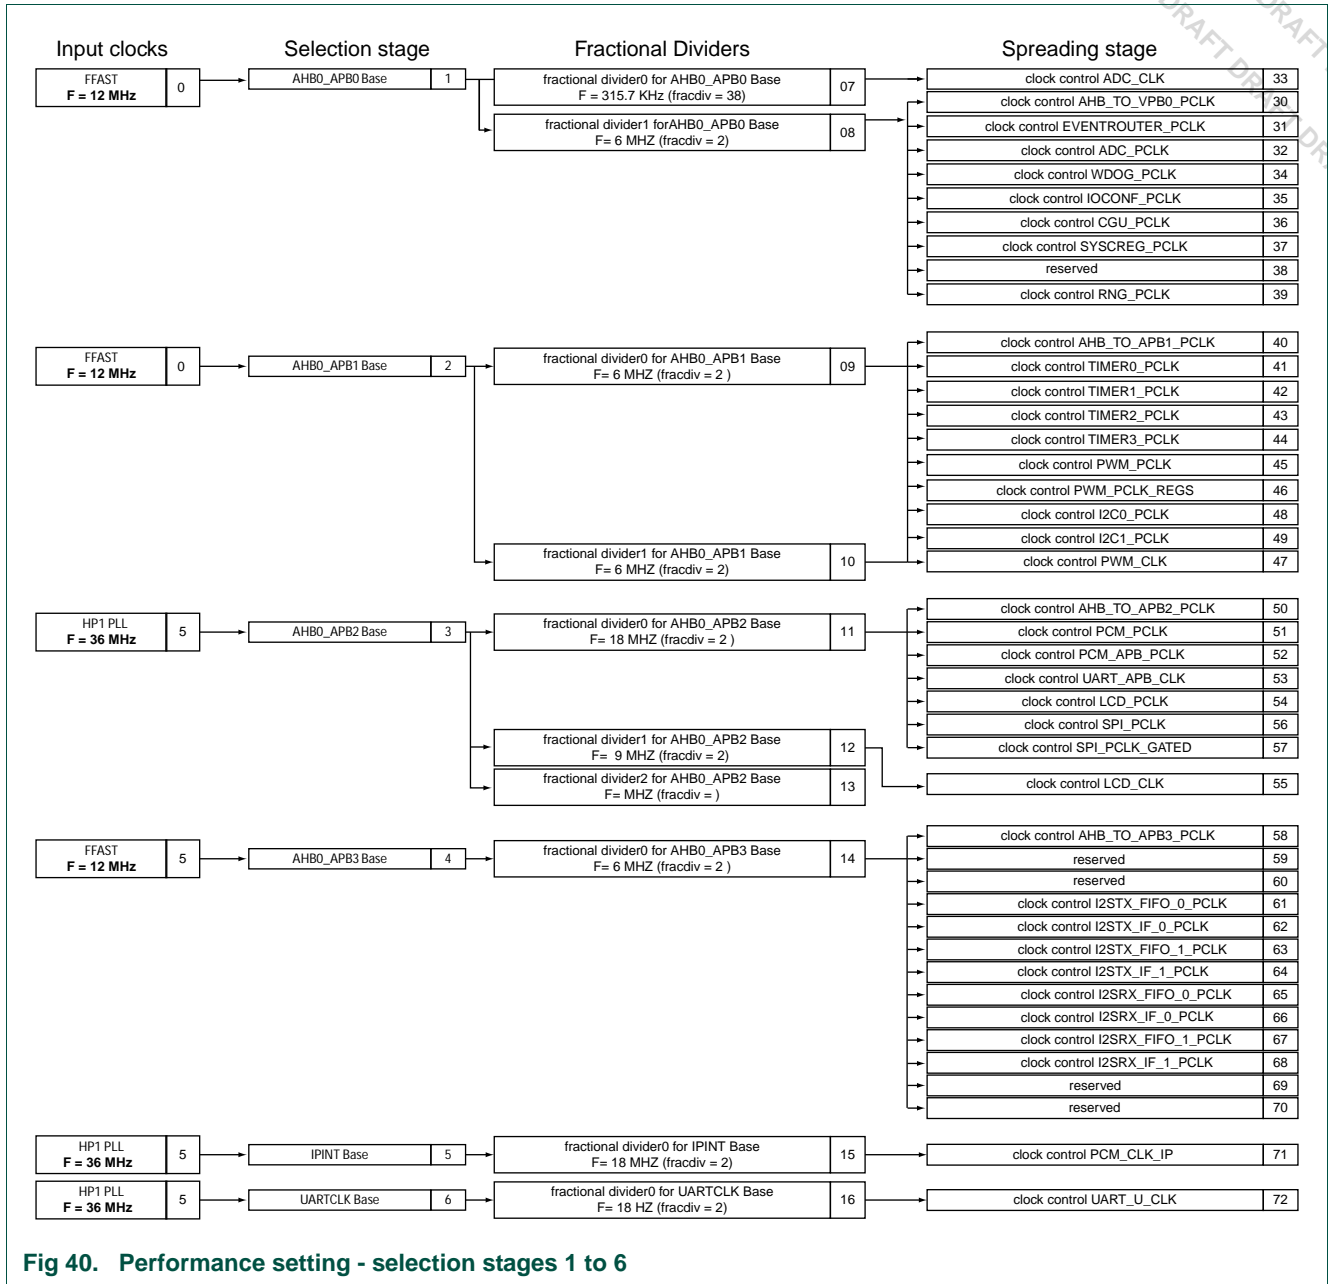 DRAFT DRAFT DR
DRAFT DRAFT DRA
Input clocks Selection stage Fractional Dividers Spreading stage
FFAST
F = 12 MHz
0
AHB0_APB0 Base 1
fractional divider0 for AHB0_APB0 Base
F = 315.7 KHz (fracdiv = 38)
07
fractional divider1 forAHB0_APB0 Base
F= 6 MHZ (fracdiv = 2)
08
clock control ADC_CLK 33
clock control AHB_TO_VPB0_PCLK 30
clock control EVENTROUTER_PCLK 31
clock control ADC_PCLK 32
clock control WDOG_PCLK 34
clock control IOCONF_PCLK 35
clock control CGU_PCLK 36
clock control SYSCREG_PCLK 37
reserved 38
clock control RNG_PCLK 39
FFAST
F = 12 MHz
0
AHB0_APB1 Base 2
fractional divider0 for AHB0_APB1 Base
F= 6 MHZ (fracdiv = 2 )
09
fractional divider1 for AHB0_APB1 Base
F= 6 MHZ (fracdiv = 2)
10
clock control AHB_TO_APB1_PCLK 40
clock control TIMER0_PCLK 41
clock control TIMER1_PCLK 42
clock control TIMER2_PCLK 43
clock control TIMER3_PCLK 44
clock control PWM_PCLK 45
clock control PWM_PCLK_REGS 46
clock control I2C0_PCLK 48
clock control I2C1_PCLK 49
clock control PWM_CLK 47
HP1 PLL
F = 36 MHz
5
AHB0_APB2 Base 3
fractional divider0 for AHB0_APB2 Base
F= 18 MHZ (fracdiv = 2 )
11
fractional divider1 for AHB0_APB2 Base
F=  9 MHZ (fracdiv = 2)
12
fractional divider2 for AHB0_APB2 Base
F= MHZ (fracdiv = )
13
clock control AHB_TO_APB2_PCLK 50
clock control PCM_PCLK 51
clock control PCM_APB_PCLK 52
clock control UART_APB_CLK 53
clock control LCD_PCLK 54
clock control SPI_PCLK 56
clock control SPI_PCLK_GATED 57
clock control LCD_CLK 55
FFAST
F = 12 MHz
5
AHB0_APB3 Base 4
fractional divider0 for AHB0_APB3 Base
F= 6 MHZ (fracdiv = 2 )
14
clock control AHB_TO_APB3_PCLK 58
reserved 59
reserved 60
clock control I2STX_FIFO_0_PCLK 61
clock control I2STX_IF_0_PCLK 62
clock control I2STX_FIFO_1_PCLK 63
clock control I2STX_IF_1_PCLK 64
clock control I2SRX_FIFO_0_PCLK 65
clock control I2SRX_IF_0_PCLK 66
clock control I2SRX_FIFO_1_PCLK 67
clock control I2SRX_IF_1_PCLK 68
reserved 69
reserved 70
HP1 PLL
F = 36 MHz
5
IPINT Base 5
fractional divider0 for IPINT Base
F= 18 MHZ (fracdiv = 2)
15
clock control PCM_CLK_IP 71
HP1 PLL
F = 36 MHz
5
UARTCLK Base 6
fractional divider0 for UARTCLK Base
F= 18 HZ (fracdiv = 2)
16
clock control UART_U_CLK 72
Fig 40. Performance setting - selection stages 1 to 6